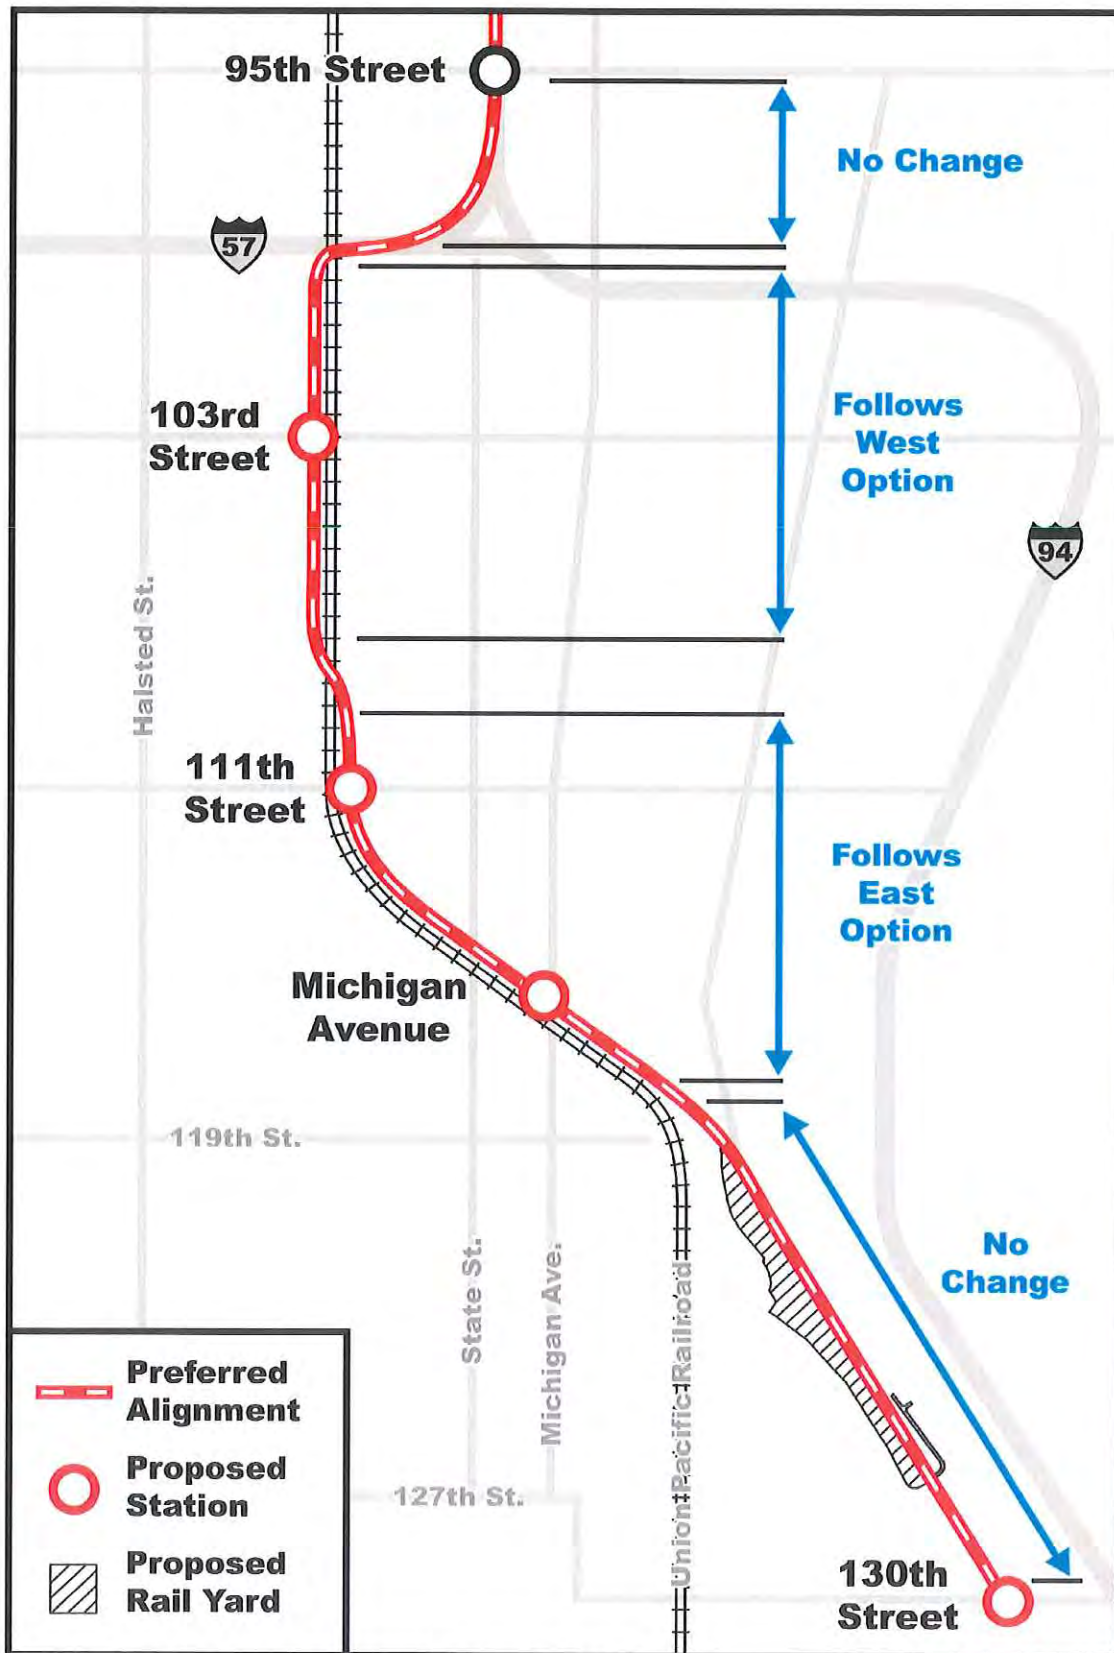 95th Street
No Change
57
103rd
Street
Follows
West
Option
94
Halsted St.
111th
Street
Follows
East
Option
Michigan
Avenue
119th St.
State St.
Michigan Ave.
Union Pacific Railroad
No
Change
127th St.
130th
Street
Preferred
Alignment
Proposed
Station
Proposed
Rail Yard